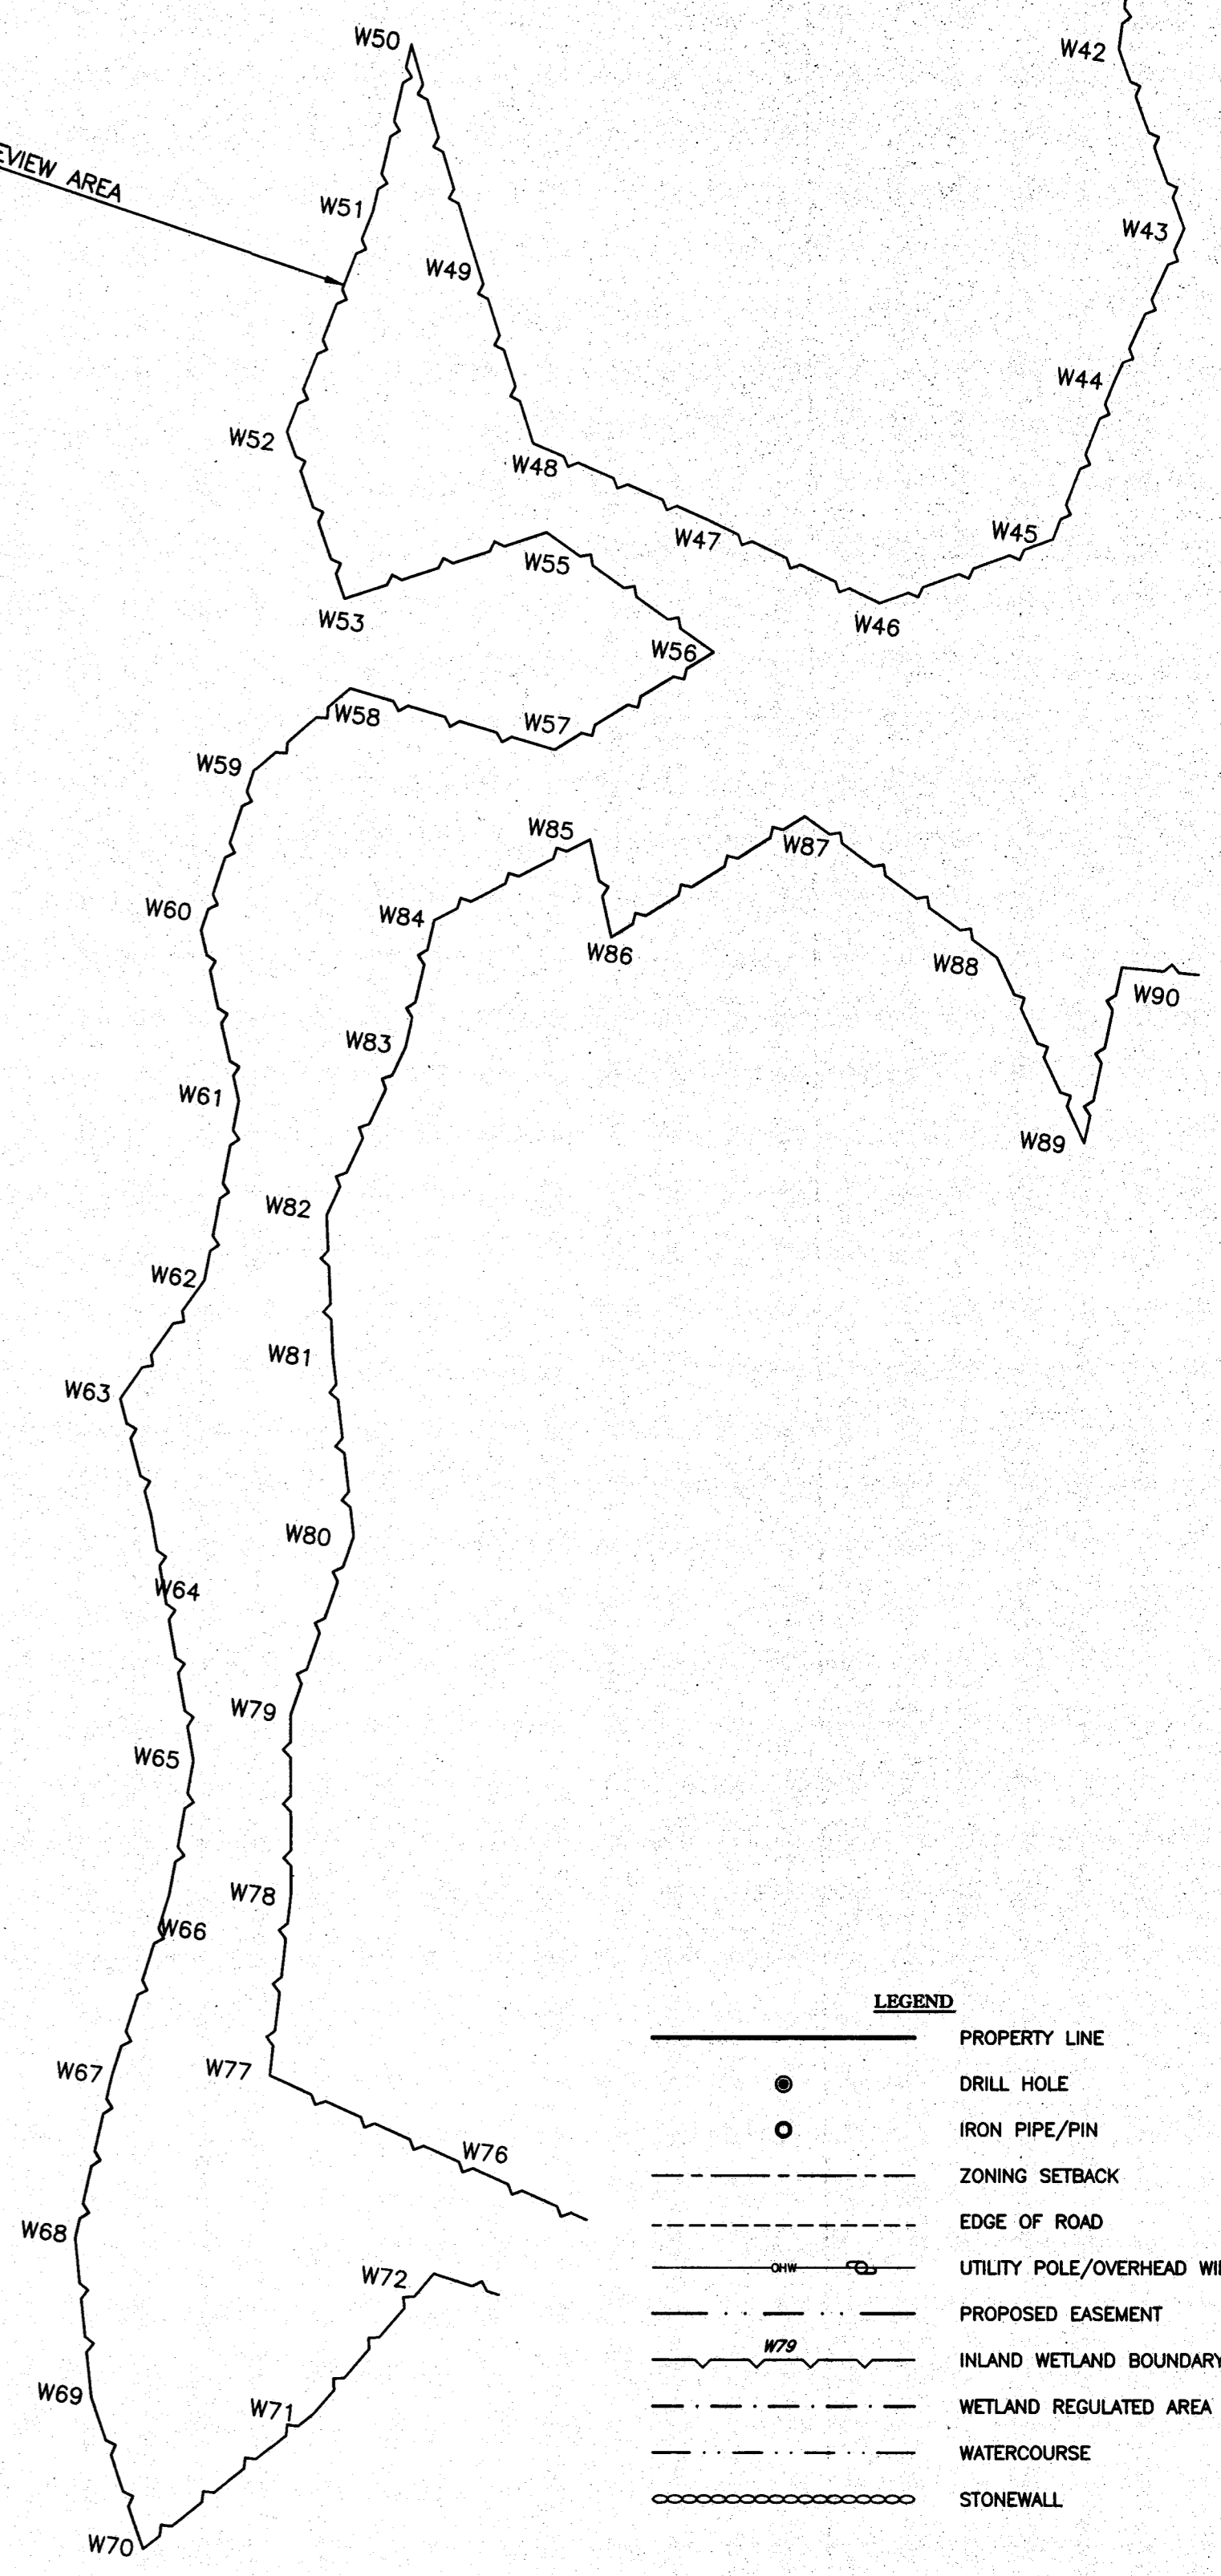 W50
W42
EVIEW AREA
W51
W43
W49
W44
W52
W48
W47
W45
W55
W53
W46
W56
W58
W57
W59
W85
W87
W60
W84
W86
W88
W90
W83
W61
W89
W82
W62
W81
W63
W80
W64
W79
W65
W78
W66
W67
W77
W76
W68
W72
W69
W71
W70
LEGEND
PROPERTY LINE
DRILL HOLE
IRON PIPE/PIN
ZONING SETBACK
EDGE OF ROAD
OHW UTILITY POLE/OVERHEAD WI
PROPOSED EASEMENT
W79 INLAND WETLAND BOUNDARY
WETLAND REGULATED AREA
WATERCOURSE
STONEWALL